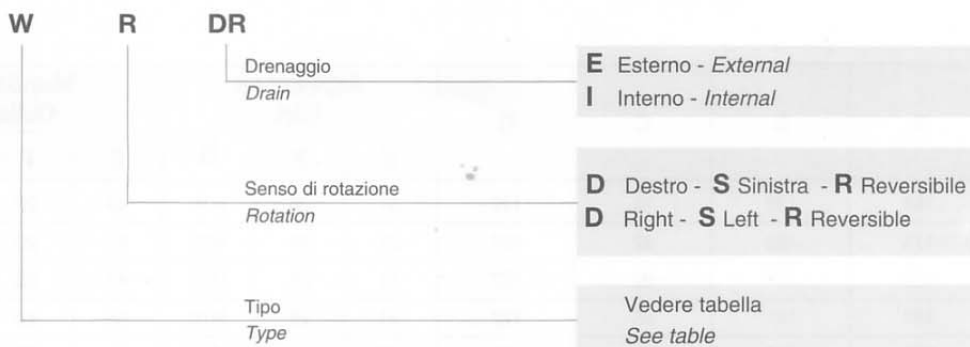 W R DR
Drenaggio
Drain
E Esterno - External
I Interno - Internal
Senso di rotazione
Rotation
D Destro - S Sinistra - R Reversibile
D Right - S Left - R Reversible
Tipo
Type
Vedere tabella
See table